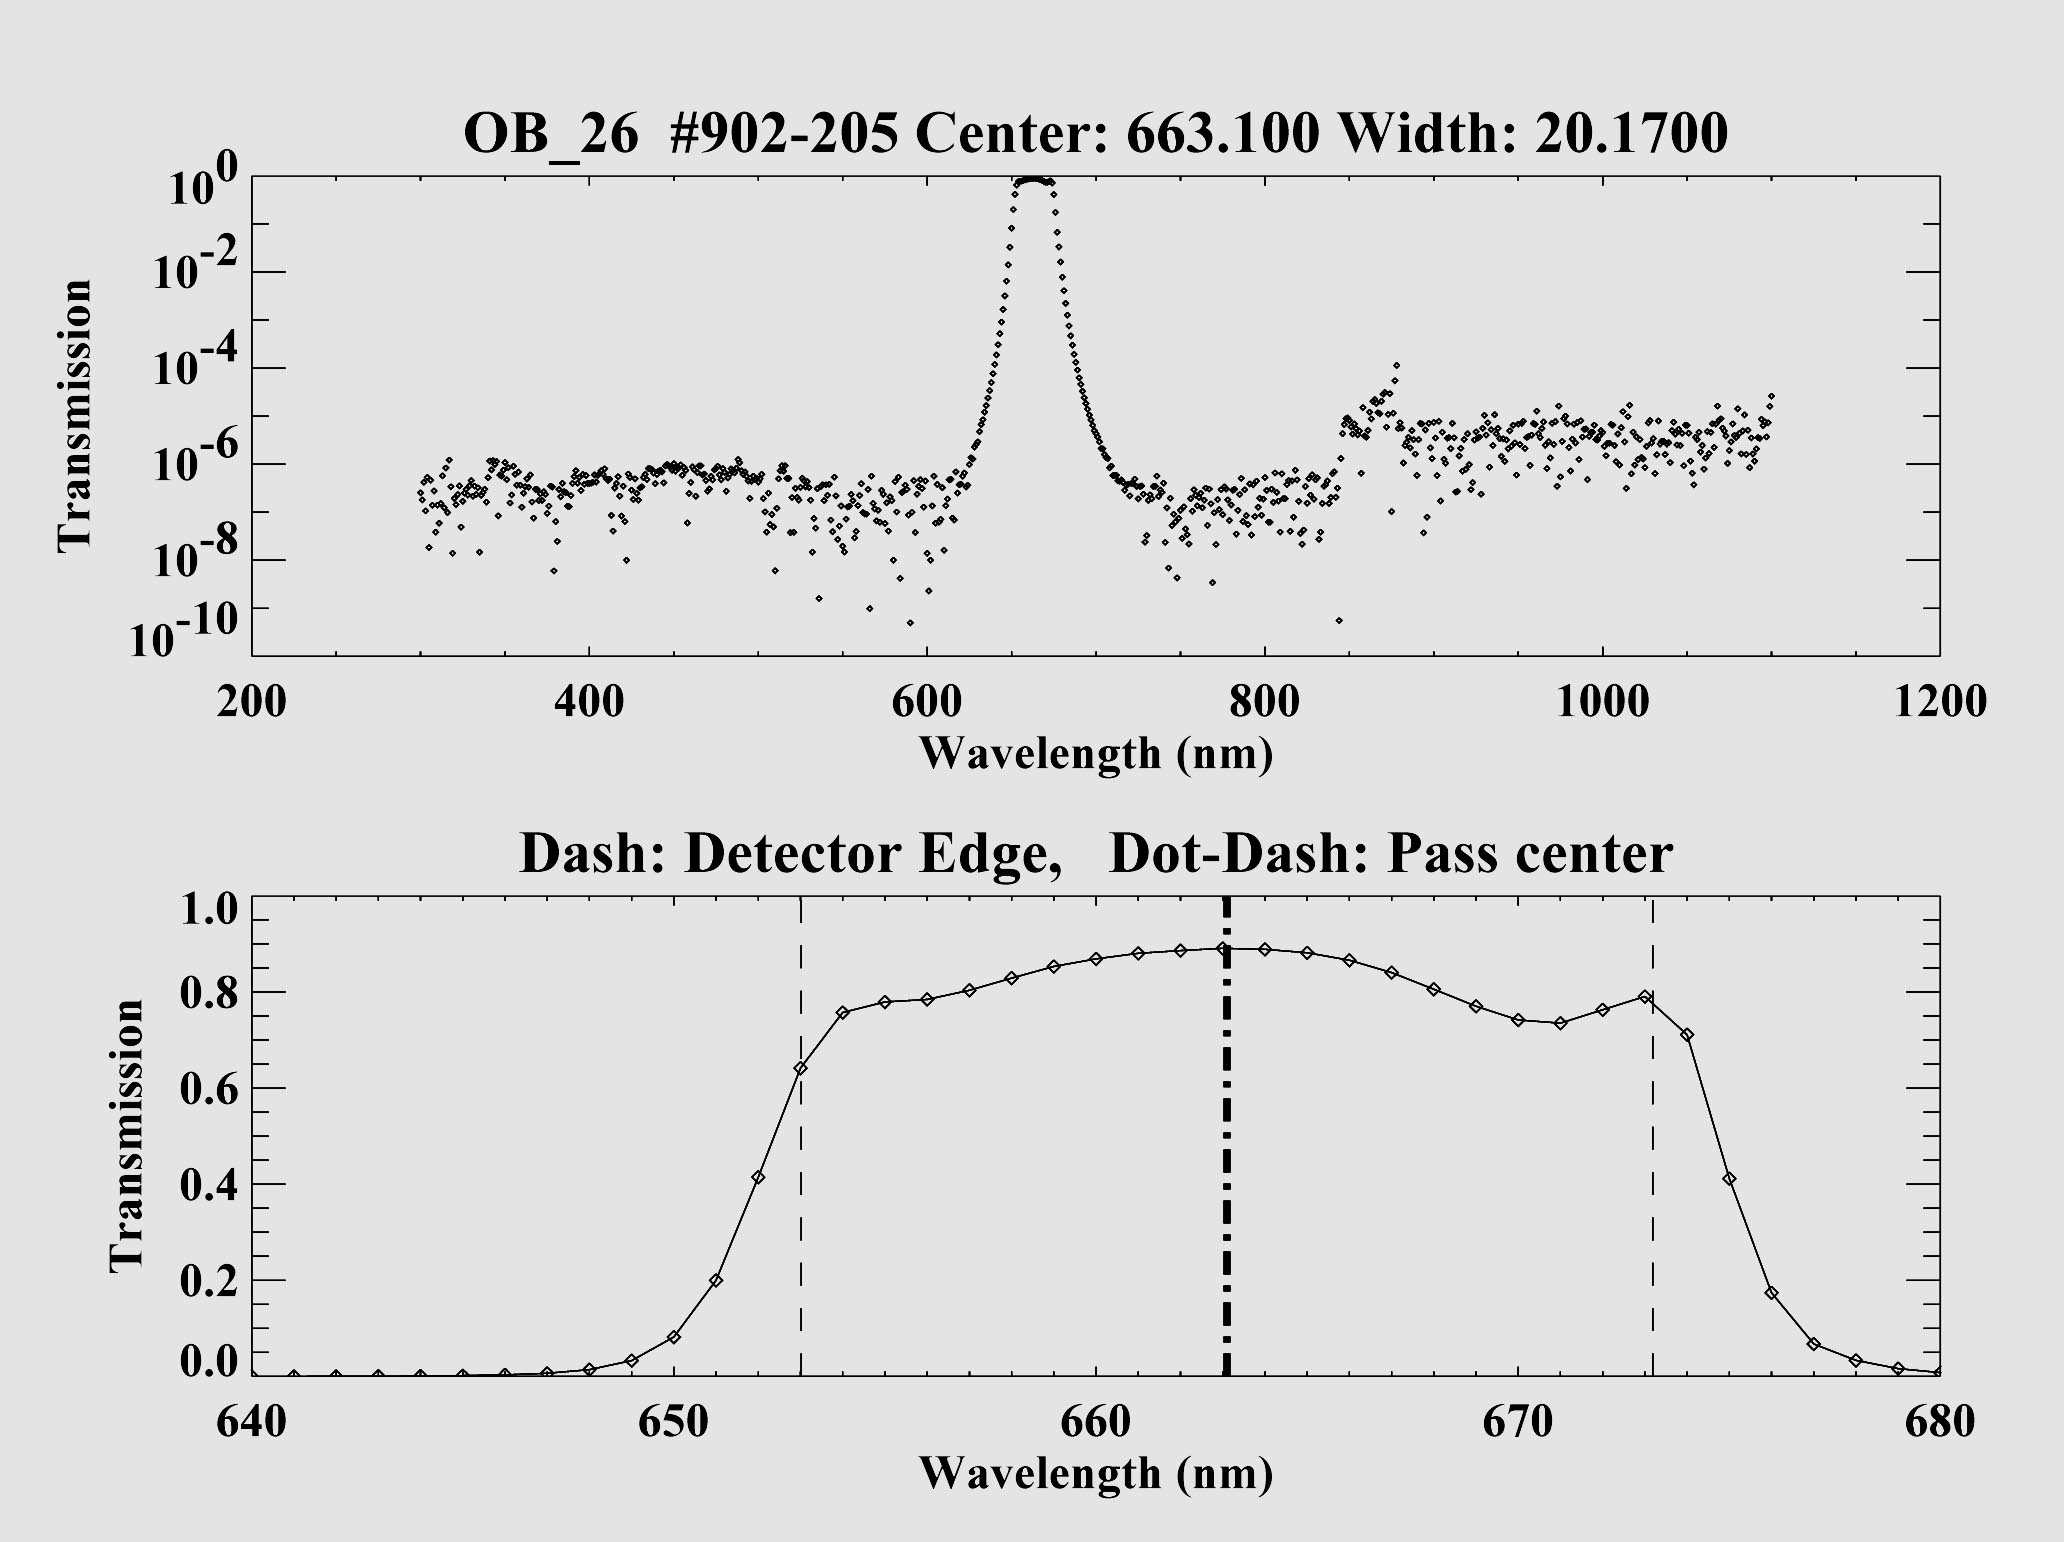 OB_26 #902-205 Center: 663.100 Width: 20.1700
10^0
10^-2
10^-4
10^-6
10^-8
10^-10
Transmission
200 400 600 800 1000 1200
Wavelength (nm)
Dash: Detector Edge, Dot-Dash: Pass center
1.0
0.8
0.6
0.4
0.2
0.0
Transmission
640 650 660 670 680
Wavelength (nm)